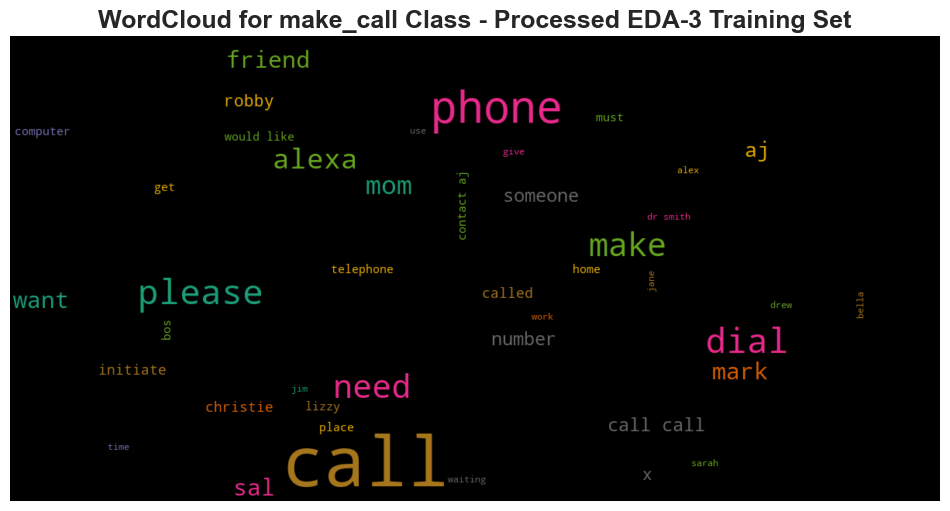 WordCloud for make_call Class - Processed EDA-3 Training Set
friend
robby
phone
computer
would like
use
must
alexa
give
aj
get
mom
contact aj
someone
alex
dr smith
make
telephone
home
jane
want
please
called
drew
bella
bos
work
number
dial
initiate
need
mark
jim
christie
lizzy
place
call call
time
call
sarah
sal
waiting
x